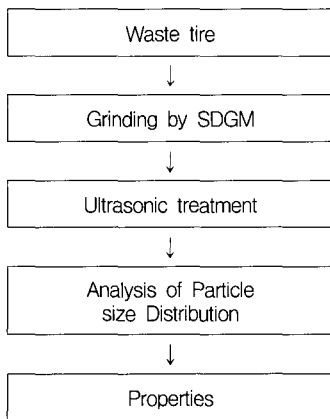 Waste tire
↓
Grinding by SDGM
↓
Ultrasonic treatment
↓
Analysis of Particle
size Distribution
↓
Properties